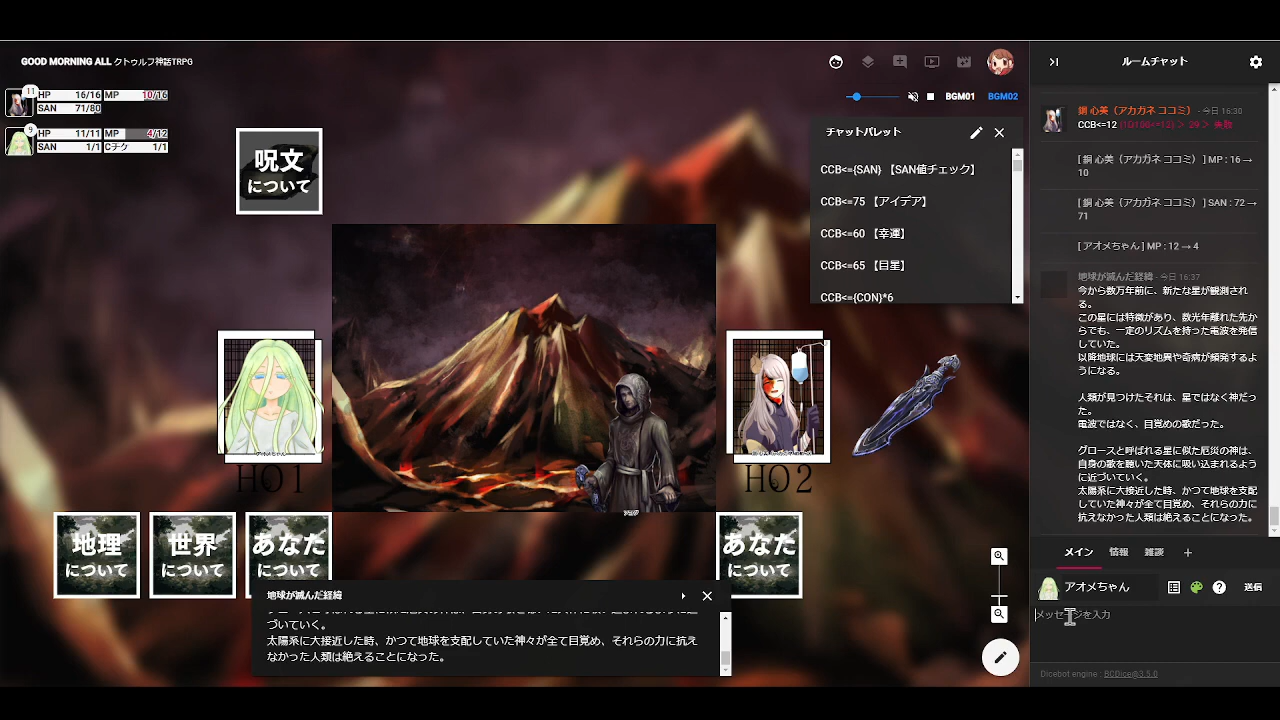 GOOD MORNING ALL クトゥルフ神話TRPG
11
HP 16/16 MP 10/16
SAN 71/80
9
HP 11/11 MP 4/12
SAN 1/1 Cチケ 1/1
呪文
について
HO1
HO2
地理
について
世界
について
あなた
について
あなた
について
BGM01
BGM02
チャットパレット
CCB<={SAN} 【SAN値チェック】
CCB<=75 【アイデア】
CCB<=60 【幸運】
CCB<=65 【目星】
CCB<={CON}*6
地球が滅んだ経緯
づいていく。
太陽系に大接近した時、かつて地球を支配していた神々が全て目覚め、それらの力に抗え
なかった人類は絶えることになった。
ルームチャット
銅 心美（アカガネ ココミ） - 今日 16:30
CCB<=12 (1D100<=12) ＞ 29 ＞ 失敗
[ 銅 心美（アカガネ ココミ） ] MP : 16 →
10
[ 銅 心美（アカガネ ココミ） ] SAN : 72 →
71
[ アオメちゃん ] MP : 12 → 4
地球が滅んだ経緯 - 今日 16:37
今から数万年前に、新たな星が観測され
る。
この星には特徴があり、数光年離れた先か
らでも、一定のリズムを持った電波を発信
していた。
以降地球には天変地異や奇病が頻発するよ
うになる。
人類が見つけたそれは、星ではなく神だっ
た。
電波ではなく、目覚めの歌だった。
グロースと呼ばれる星に似た厄災の神は、
自身の歌を聴いた天体に吸い込まれるよう
に近づいていく。
太陽系に大接近した時、かつて地球を支配
していた神々が全て目覚め、それらの力に
抗えなかった人類は絶えることになった。
メイン 情報 雑談 +
アオメちゃん
送信
メッセージを入力
Dicebot engine : BCDice@3.5.0